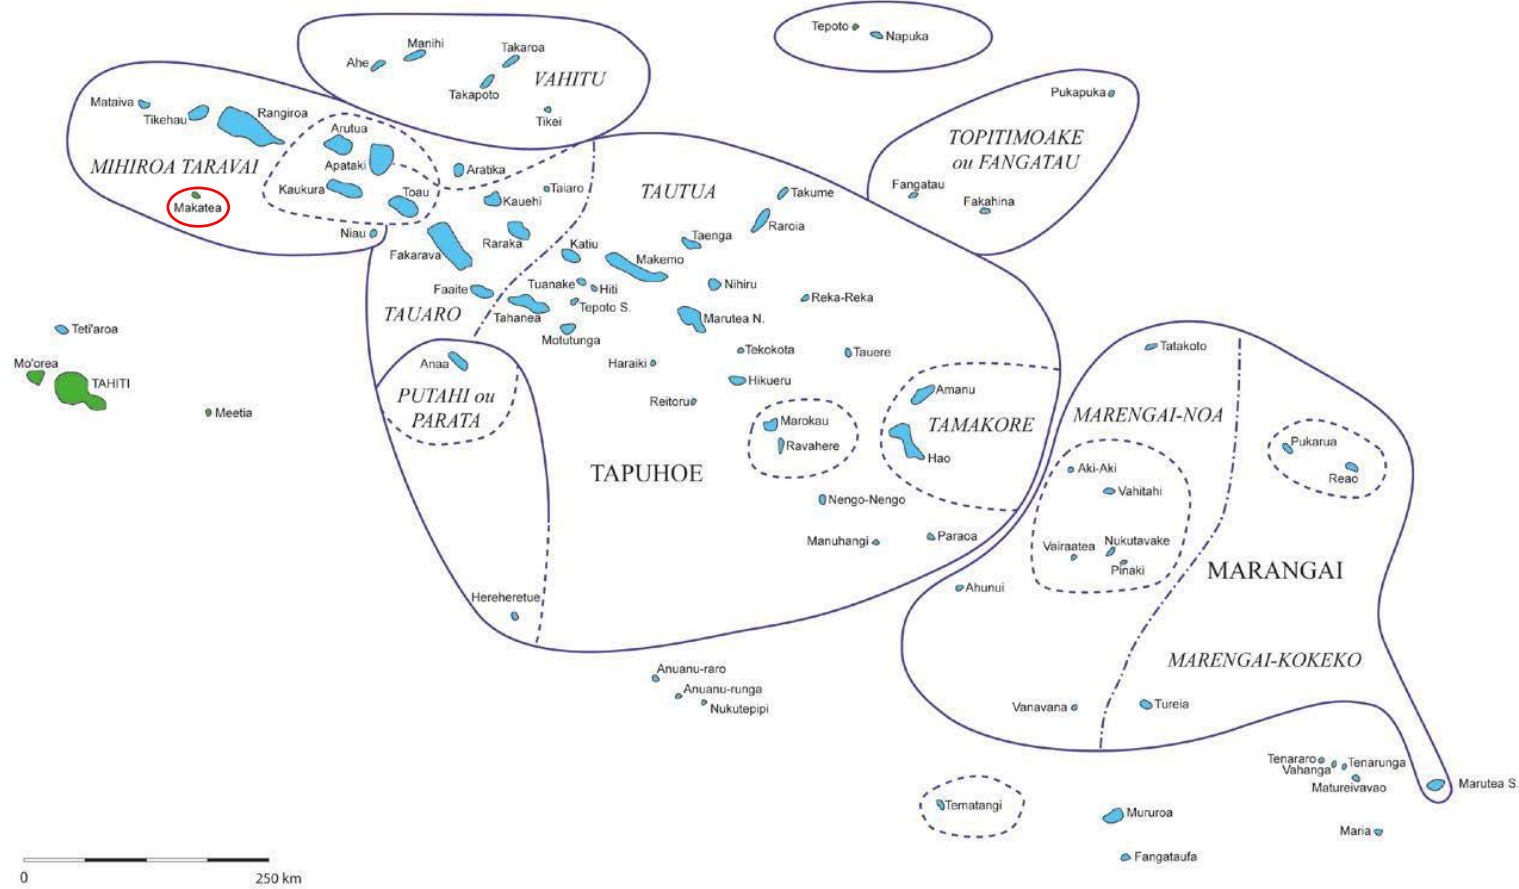 Tepoto
Napuka
Manihi
Takaroa
Ahe
VAHITU
Takapoto
Tikei
Pukapuka
Mataiva
Tikehau
Rangiroa
Arutua
TOPITIMOAKE
ou FANGATAU
MIHIROA TARAVAI
Apataki
Aratika
Kaukura
Toau
Taiaro
Kauehi
TAUTUA
Takume
Fangatau
Fakahina
Makatea
Niau
Raroia
Fakarava
Raraka
Katiu
Taenga
Makemo
Faaite
Tuanake
Hiti
Nihiru
Reka-Reka
TAUARO
Tahanea
Tepoto S.
Marutea N.
Motutunga
Teti'aroa
Mo'orea
TAHITI
Meetia
Anaa
PUTAHI ou
PARATA
Haraiki
Tekokota
Tauere
Hikueru
Reitoru
Amanu
TAMAKORE
Hao
Marokau
Ravahere
Tatakoto
MARENGAI-NOA
Pukarua
Reao
TAPUHOE
Aki-Aki
Vahitahi
Nengo-Nengo
Manuhangi
Paraoa
Vairaatea
Nukutavake
Pinaki
MARANGAI
Hereheretue
Ahunui
Anuanu-raro
Anuanu-runga
Nukutepipi
MARENGAI-KOKEKO
Vanavana
Tureia
Tenararo
Vahanga
Tenarunga
Matureivavao
Marutea S.
Tematangi
Mururoa
Maria
Fangataufa
0
250 km